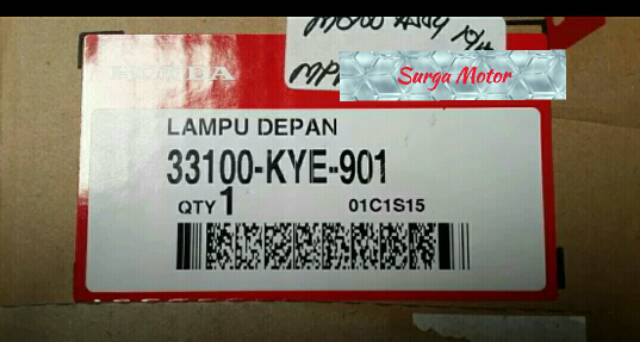 HONDA
Surga Motor
LAMPU DEPAN
33100-KYE-901
QTY 1 01C1S15